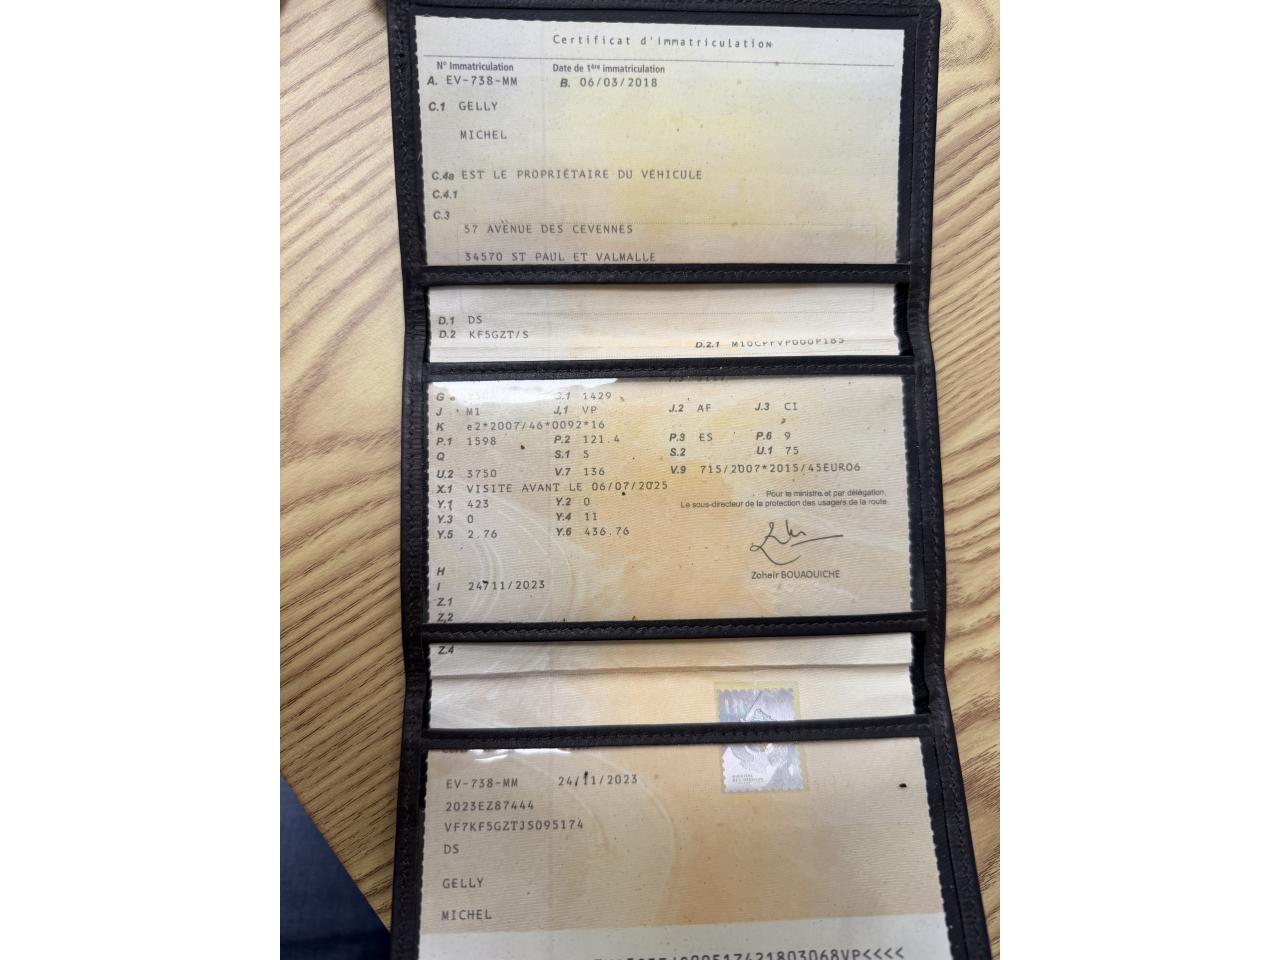 Certificat d'immatriculation
N° Immatriculation Date de 1ère immatriculation
A. EV-738-MM B. 06/03/2018
C.1 GELLY
MICHEL
C.4a EST LE PROPRIÉTAIRE DU VÉHICULE
C.4.1
C.3
57 AVENUE DES CEVENNES
34570 ST PAUL ET VALMALLE
D.1 DS
D.2 KF5GZT/S
D.2.1
G G.1 1429
J M1 J.1 VP J.2 AF J.3 CI
K e2*2007/46*0092*16
P.1 1598 P.2 121.4 P.3 ES P.6 9
Q S.1 5 S.2 U.1 75
U.2 3750 V.7 136 V.9 715/2007*2015/45EURO6
X.1 VISITE AVANT LE 06/07/2025
Pour le ministre et par délégation,
Y.1 423 Y.2 0 Le sous-directeur de la protection des usagers de la route
Y.3 0 Y.4 11
Y.5 2.76 Y.6 436.76
Zoheir BOUAOUICHE
H
I 24/11/2023
Z.1
Z.2
Z.4
EV-738-MM 24/11/2023
2023EZ87444
VF7KF5GZTJS095174
DS
GELLY
MICHEL